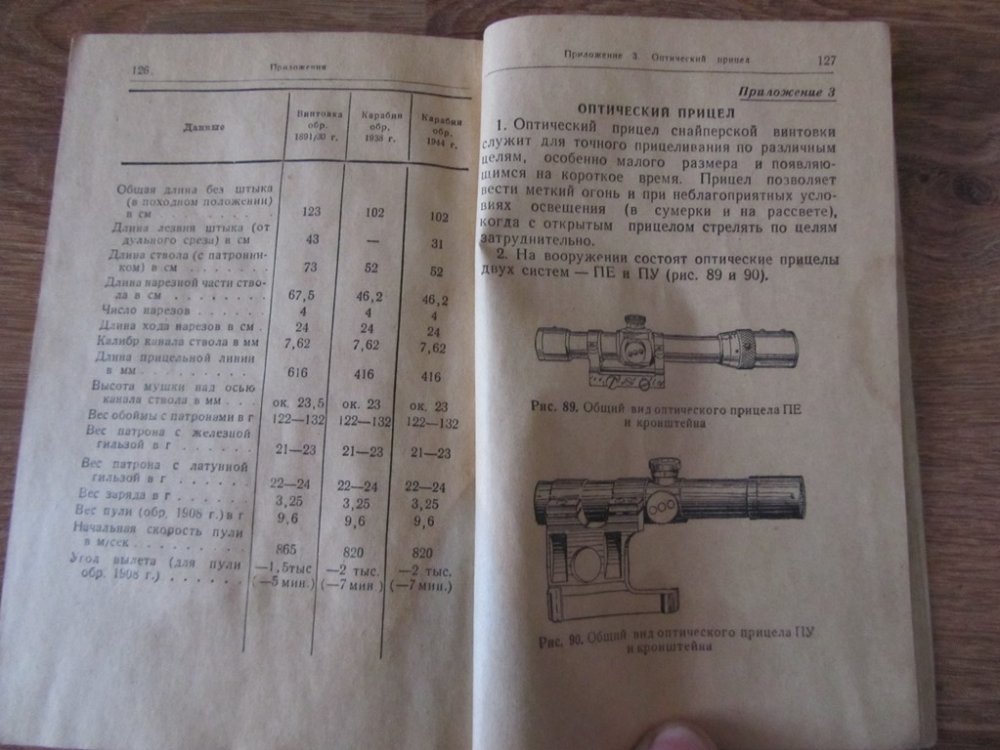 126
Приложения
Данные
Винтовка
обр.
1891/30 г.
Карабин
обр.
1938 г.
Карабин
обр.
1944 г.
Общая длина без штыка
(в походном положении)
в см . . . . . . . 123 102 102
Длина лезвия штыка (от
дульного среза) в см 43 — 31
Длина ствола (с патронни-
ком) в см . . . . . . . 73 52 52
Длина нарезной части ство-
ла в см . . . . . . . . 67,5 46,2 46,2
Число нарезов . . . . . 4 4 4
Длина хода нарезов в см . 24 24 24
Калибр канала ствола в мм 7,62 7,62 7,62
Длина прицельной линии
в мм . . . . . . . . . 616 416 416
Высота мушки над осью
канала ствола в мм . . . ок. 23,5 ок. 23 ок. 23
Вес обоймы с патронами в г 122—132 122—132 122—132
Вес патрона с железной
гильзой в г . . . . . . 21—23 21—23 21—23
Вес патрона с латунной
гильзой в г . . . . . . 22—24 22—24 22—24
Вес заряда в г . . . . . . 3,25 3,25 3,25
Вес пули (обр. 1908 г.) в г 9,6 9,6 9,6
Начальная скорость пули
в м/сек . . . . . . . . . 865 820 820
Угол вылета (для пули —1,5тыс —2 тыс. —2 тыс.
обр. 1908 г.) . . . . . . (—5 мин.) (—7 мин.) (—7 мин.)
Приложение 3. Оптический прицел
127
Приложение 3
ОПТИЧЕСКИЙ ПРИЦЕЛ
1. Оптический прицел снайперской винтовки
служит для точного прицеливания по различным
целям, особенно малого размера и появляю-
щимся на короткое время. Прицел позволяет
вести меткий огонь и при неблагоприятных усло-
виях освещения (в сумерки и на рассвете),
когда с открытым прицелом стрелять по целям
затруднительно.
2. На вооружении состоят оптические прицелы
двух систем — ПЕ и ПУ (рис. 89 и 90).
Рис. 89. Общий вид оптического прицела ПЕ
и кронштейна
Рис. 90. Общий вид оптического прицела ПУ
и кронштейна